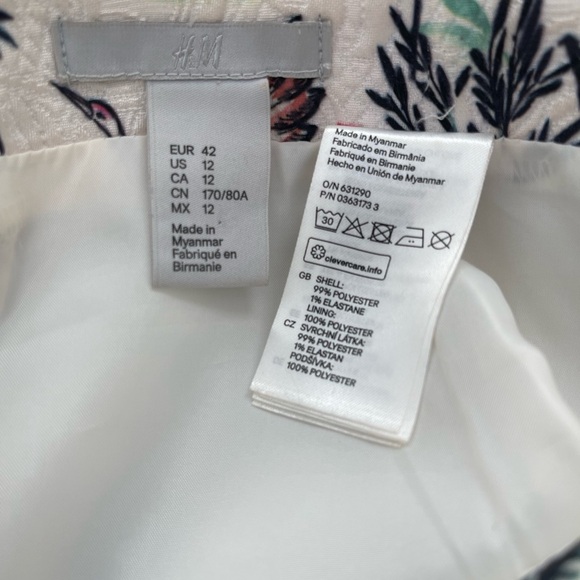 H&M
EUR 42
US 12
CA 12
CN 170/80A
MX 12
Made in
Myanmar
Fabriqué en
Birmanie
Made in Myanmar
Fabricado em Birmânia
Fabriqué en Birmanie
Hecho en Unión de Myanmar
O/N 631290
P/N 0363173 3
30
clevercare.info
GB SHELL:
99% POLYESTER
1% ELASTANE
LINING:
100% POLYESTER
CZ SVRCHNÍ LÁTKA:
99% POLYESTER
1% ELASTAN
PODŠÍVKA:
100% POLYESTER